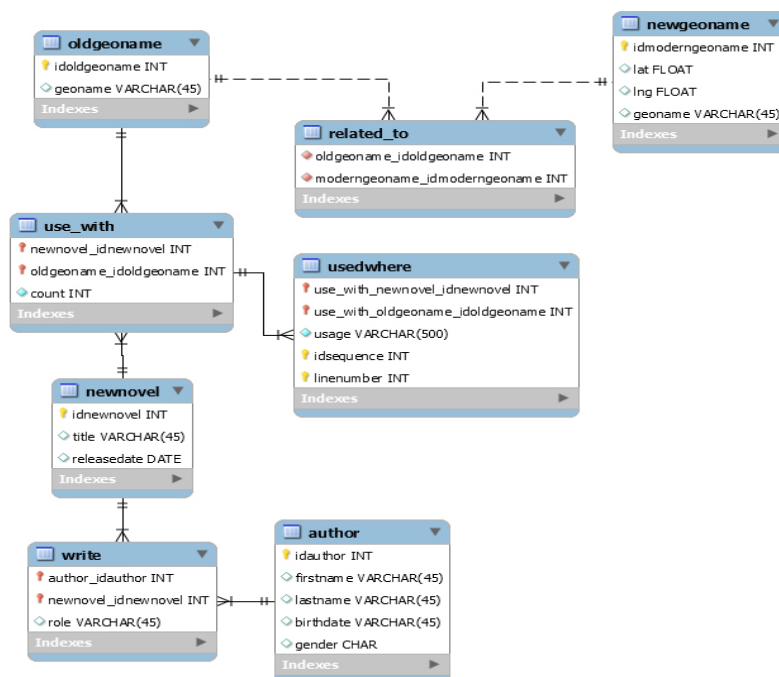 oldgeoname
idoldgeoname INT
geoname VARCHAR(45)
Indexes
newgeoname
idmoderngeoname INT
lat FLOAT
lng FLOAT
geoname VARCHAR(45)
Indexes
related_to
oldgeoname_idoldgeoname INT
moderngeoname_idmoderngeoname INT
Indexes
use_with
newnovel_idnewnovel INT
oldgeoname_idoldgeoname INT
count INT
Indexes
usedwhere
use_with_newnovel_idnewnovel INT
use_with_oldgeoname_idoldgeoname INT
usage VARCHAR(500)
idsequence INT
linenumber INT
Indexes
newnovel
idnewnovel INT
title VARCHAR(45)
releasedate DATE
Indexes
write
author_idauthor INT
newnovel_idnewnovel INT
role VARCHAR(45)
Indexes
author
idauthor INT
firstname VARCHAR(45)
lastname VARCHAR(45)
birthdate VARCHAR(45)
gender CHAR
Indexes